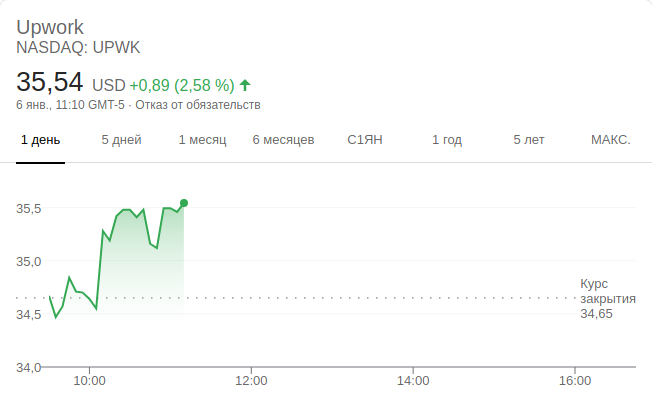 Upwork
NASDAQ: UPWK
35,54 USD +0,89 (2,58 %) ↑
6 янв., 11:10 GMT-5 · Отказ от обязательств
1 день 5 дней 1 месяц 6 месяцев С1ЯН 1 год 5 лет МАКС.
35,5
35,0
34,5
34,0
Курс
закрытия
34,65
10:00 12:00 14:00 16:00